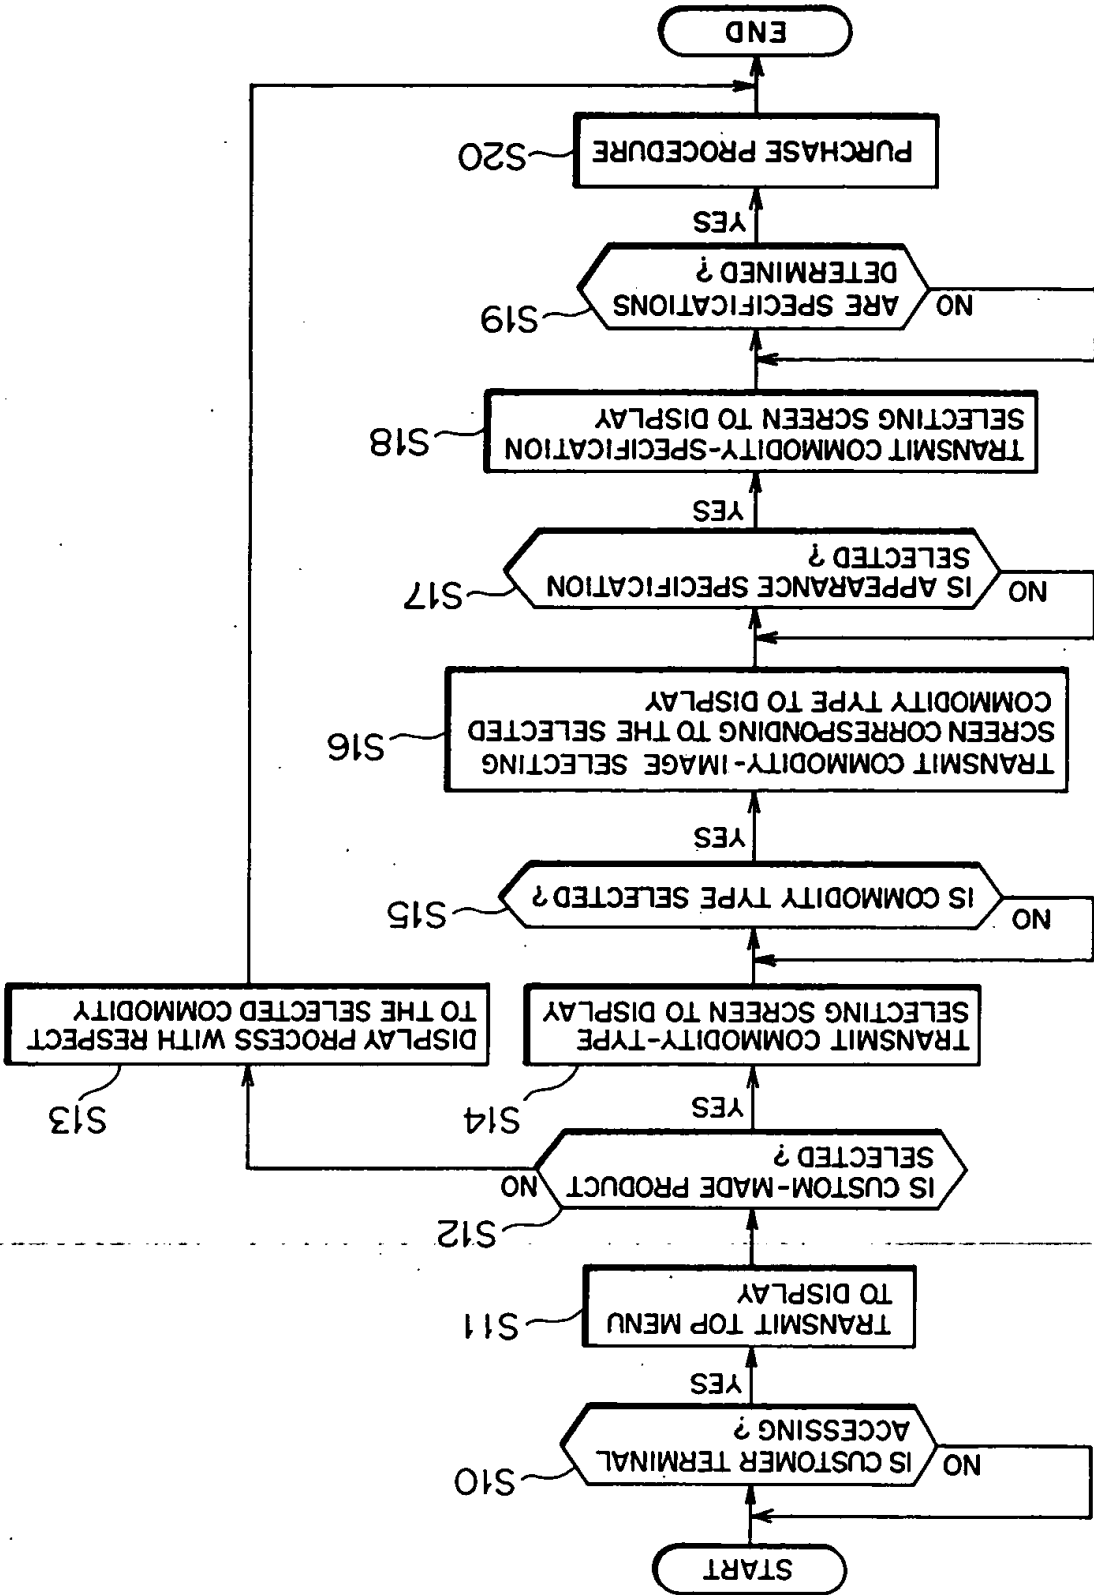 START
IS CUSTOMER TERMINAL
ACCESSING ?
S10
NO
YES
TRANSMIT TOP MENU
TO DISPLAY
S11
IS CUSTOM-MADE PRODUCT
SELECTED ?
S12
NO
YES
S13
DISPLAY PROCESS WITH RESPECT
TO THE SELECTED COMMODITY
S14
TRANSMIT COMMODITY-TYPE
SELECTING SCREEN TO DISPLAY
IS COMMODITY TYPE SELECTED ?
S15
NO
YES
TRANSMIT COMMODITY-IMAGE SELECTING
SCREEN CORRESPONDING TO THE SELECTED
COMMODITY TYPE TO DISPLAY
S16
IS APPEARANCE SPECIFICATION
SELECTED ?
S17
NO
YES
TRANSMIT COMMODITY-SPECIFICATION
SELECTING SCREEN TO DISPLAY
S18
ARE SPECIFICATIONS
DETERMINED ?
S19
NO
YES
PURCHASE PROCEDURE
S20
END